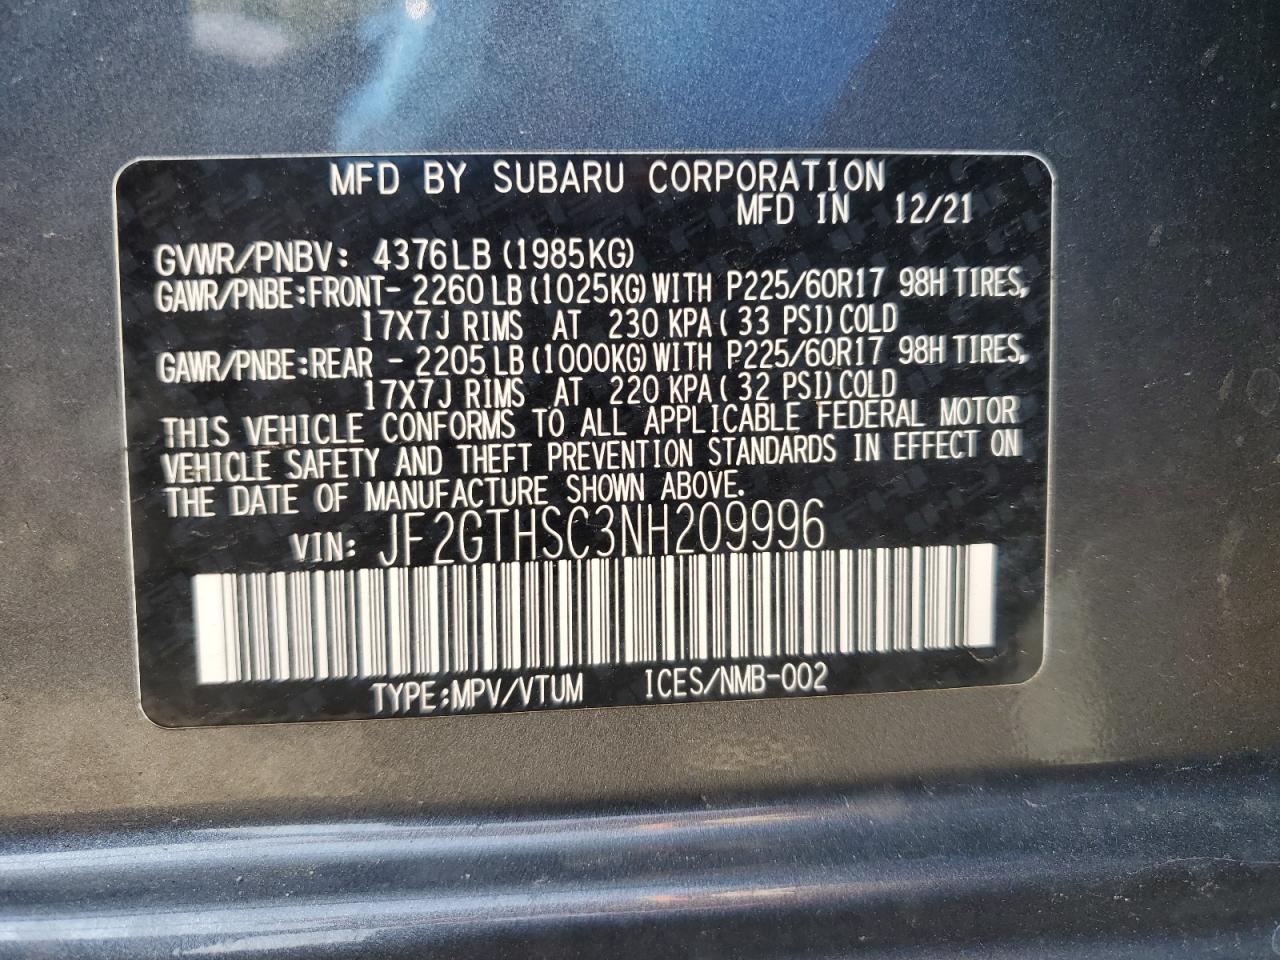 MFD BY SUBARU CORPORATION
MFD IN 12/21
GVWR/PNBV: 4376LB (1985KG)
GAWR/PNBE:FRONT- 2260LB(1025KG)WITH P225/60R17 98H TIRES,
17X7J RIMS AT 230 KPA( 33 PSI)COLD
GAWR/PNBE:REAR - 2205LB(1000KG)WITH P225/60R17 98H TIRES,
17X7J RIMS AT 220 KPA( 32 PSI)COLD
THIS VEHICLE CONFORMS TO ALL APPLICABLE FEDERAL MOTOR
VEHICLE SAFETY AND THEFT PREVENTION STANDARDS IN EFFECT ON
THE DATE OF MANUFACTURE SHOWN ABOVE.
VIN: JF2GTHSC3NH209996
TYPE:MPV/VTUM ICES/NMB-002